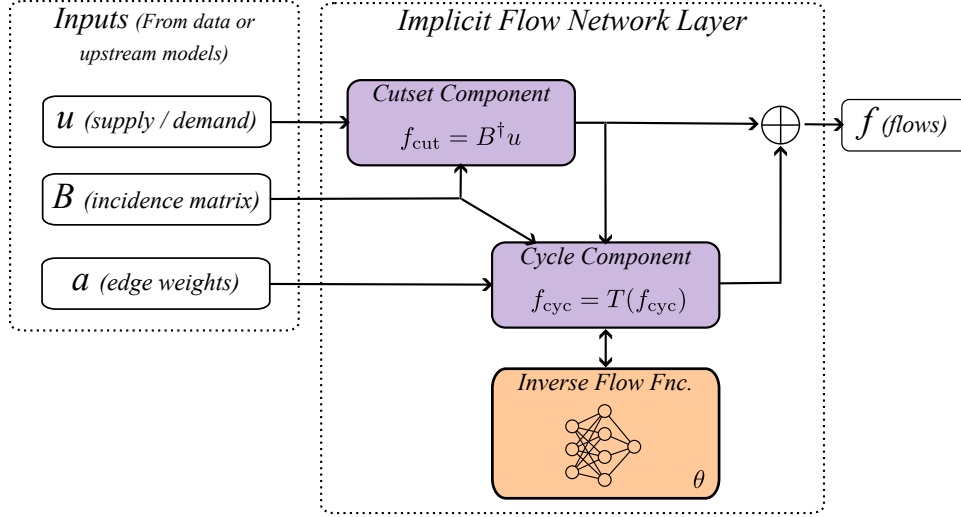 Inputs (From data or
upstream models)
u (supply / demand)
B (incidence matrix)
a (edge weights)
Implicit Flow Network Layer
Cutset Component
f_cut = B†u
Cycle Component
f_cyc = T(f_cyc)
Inverse Flow Fnc.
θ
f (flows)